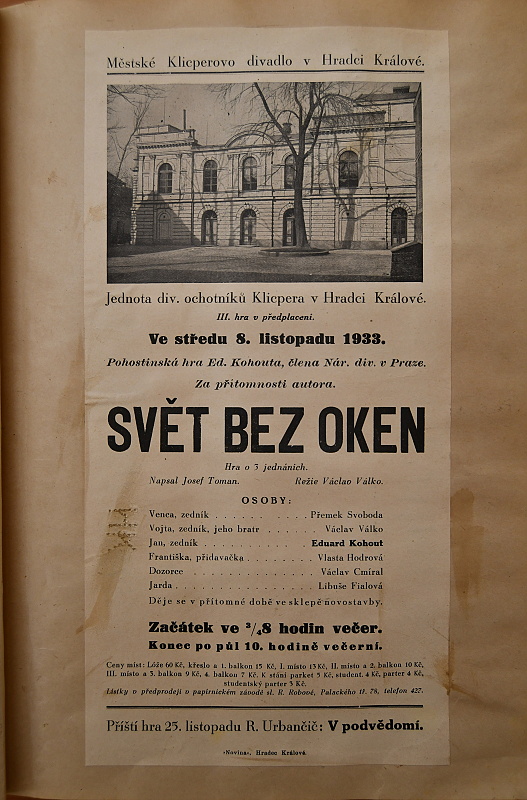 Městské Klicperovo divadlo v Hradci Králové.
Jednota div. ochotníků Klicpera v Hradci Králové.
III. hra v předplacení.
Ve středu 8. listopadu 1933.
Pohostinská hra Ed. Kohouta, člena Nár. div. v Praze.
Za přítomnosti autora.
SVĚT BEZ OKEN
Hra o 3 jednáních.
Napsal Josef Toman. Režie Václav Válko.
OSOBY:
Venca, zedník . . . . . . . . . . Přemek Svoboda
Vojta, zedník, jeho bratr . . . . . . Václav Válko
Jan, zedník . . . . . . . . . . . . Eduard Kohout
Františka, přidavačka . . . . . . . . Vlasta Hodrová
Dozorce . . . . . . . . . . . . . Václav Cmíral
Jarda . . . . . . . . . . . . . . . Libuše Fialová
Děje se v přítomné době ve sklepě novostavby.
Začátek ve ³/₄8 hodin večer.
Konec po půl 10. hodině večerní.
Ceny míst: Lóže 60 Kč, křeslo a 1. balkon 15 Kč, I. místo 13 Kč, II. místo a 2. balkon 10 Kč,
III. místo a 3. balkon 9 Kč, 4. balkon 7 Kč. K stání parket 5 Kč, student. 4 Kč, parter 4 Kč,
studentský parter 3 Kč.
Lístky v předprodeji v papírnickém závodě sl. R. Robové, Palackého tř. 78, telefon 427.
Příští hra 25. listopadu R. Urbančič: V podvědomí.
»Novina«, Hradec Králové.